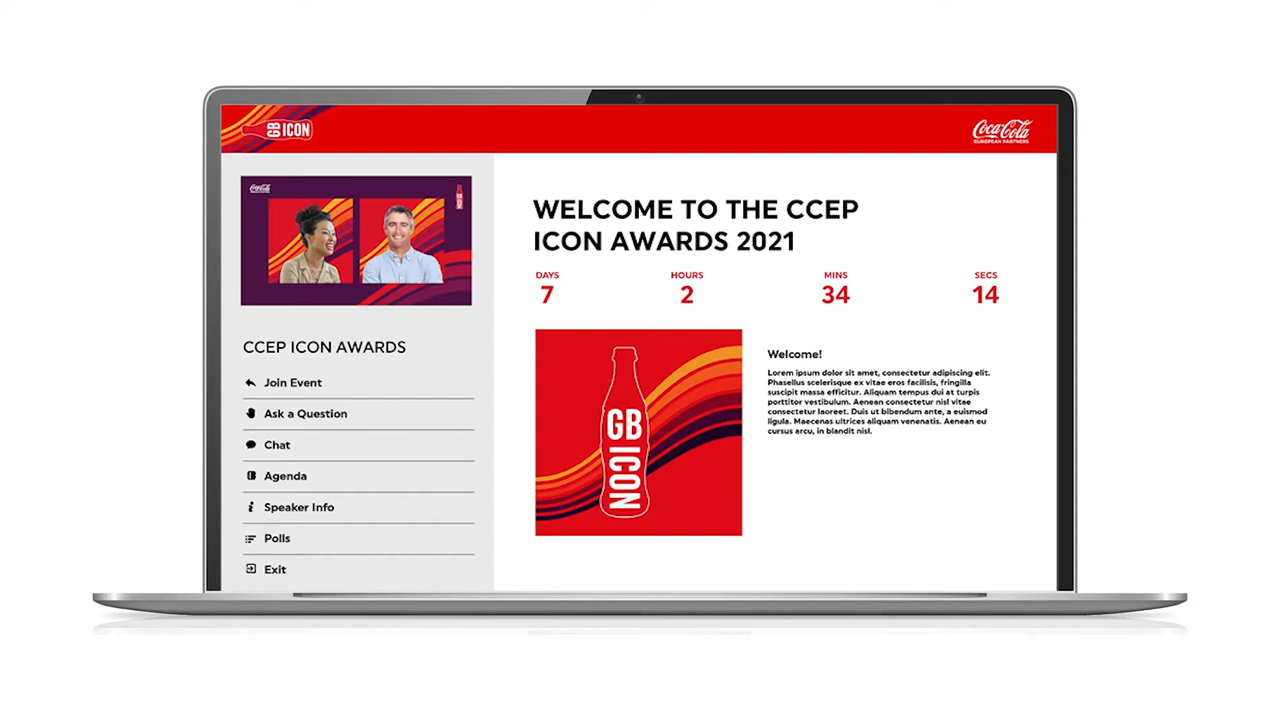 GB ICON
Coca-Cola
EUROPEAN PARTNERS
Coca-Cola
CCEP ICON AWARDS
Join Event
Ask a Question
Chat
Agenda
Speaker Info
Polls
Exit
WELCOME TO THE CCEP
ICON AWARDS 2021
DAYS HOURS MINS SECS
7 2 34 14
GB ICON
Welcome!
Lorem ipsum dolor sit amet, consectetur adipiscing elit.
Phasellus scelerisque ex vitae eros facilisis, fringilla
suscipit massa efficitur. Aliquam tempus dui at turpis
porttitor vestibulum. Aenean consectetur nisl vitae
consectetur laoreet. Duis ut bibendum ante, a euismod
ligula. Maecenas ultrices aliquam venenatis. Aenean eu
cursus arcu, in blandit nisl.